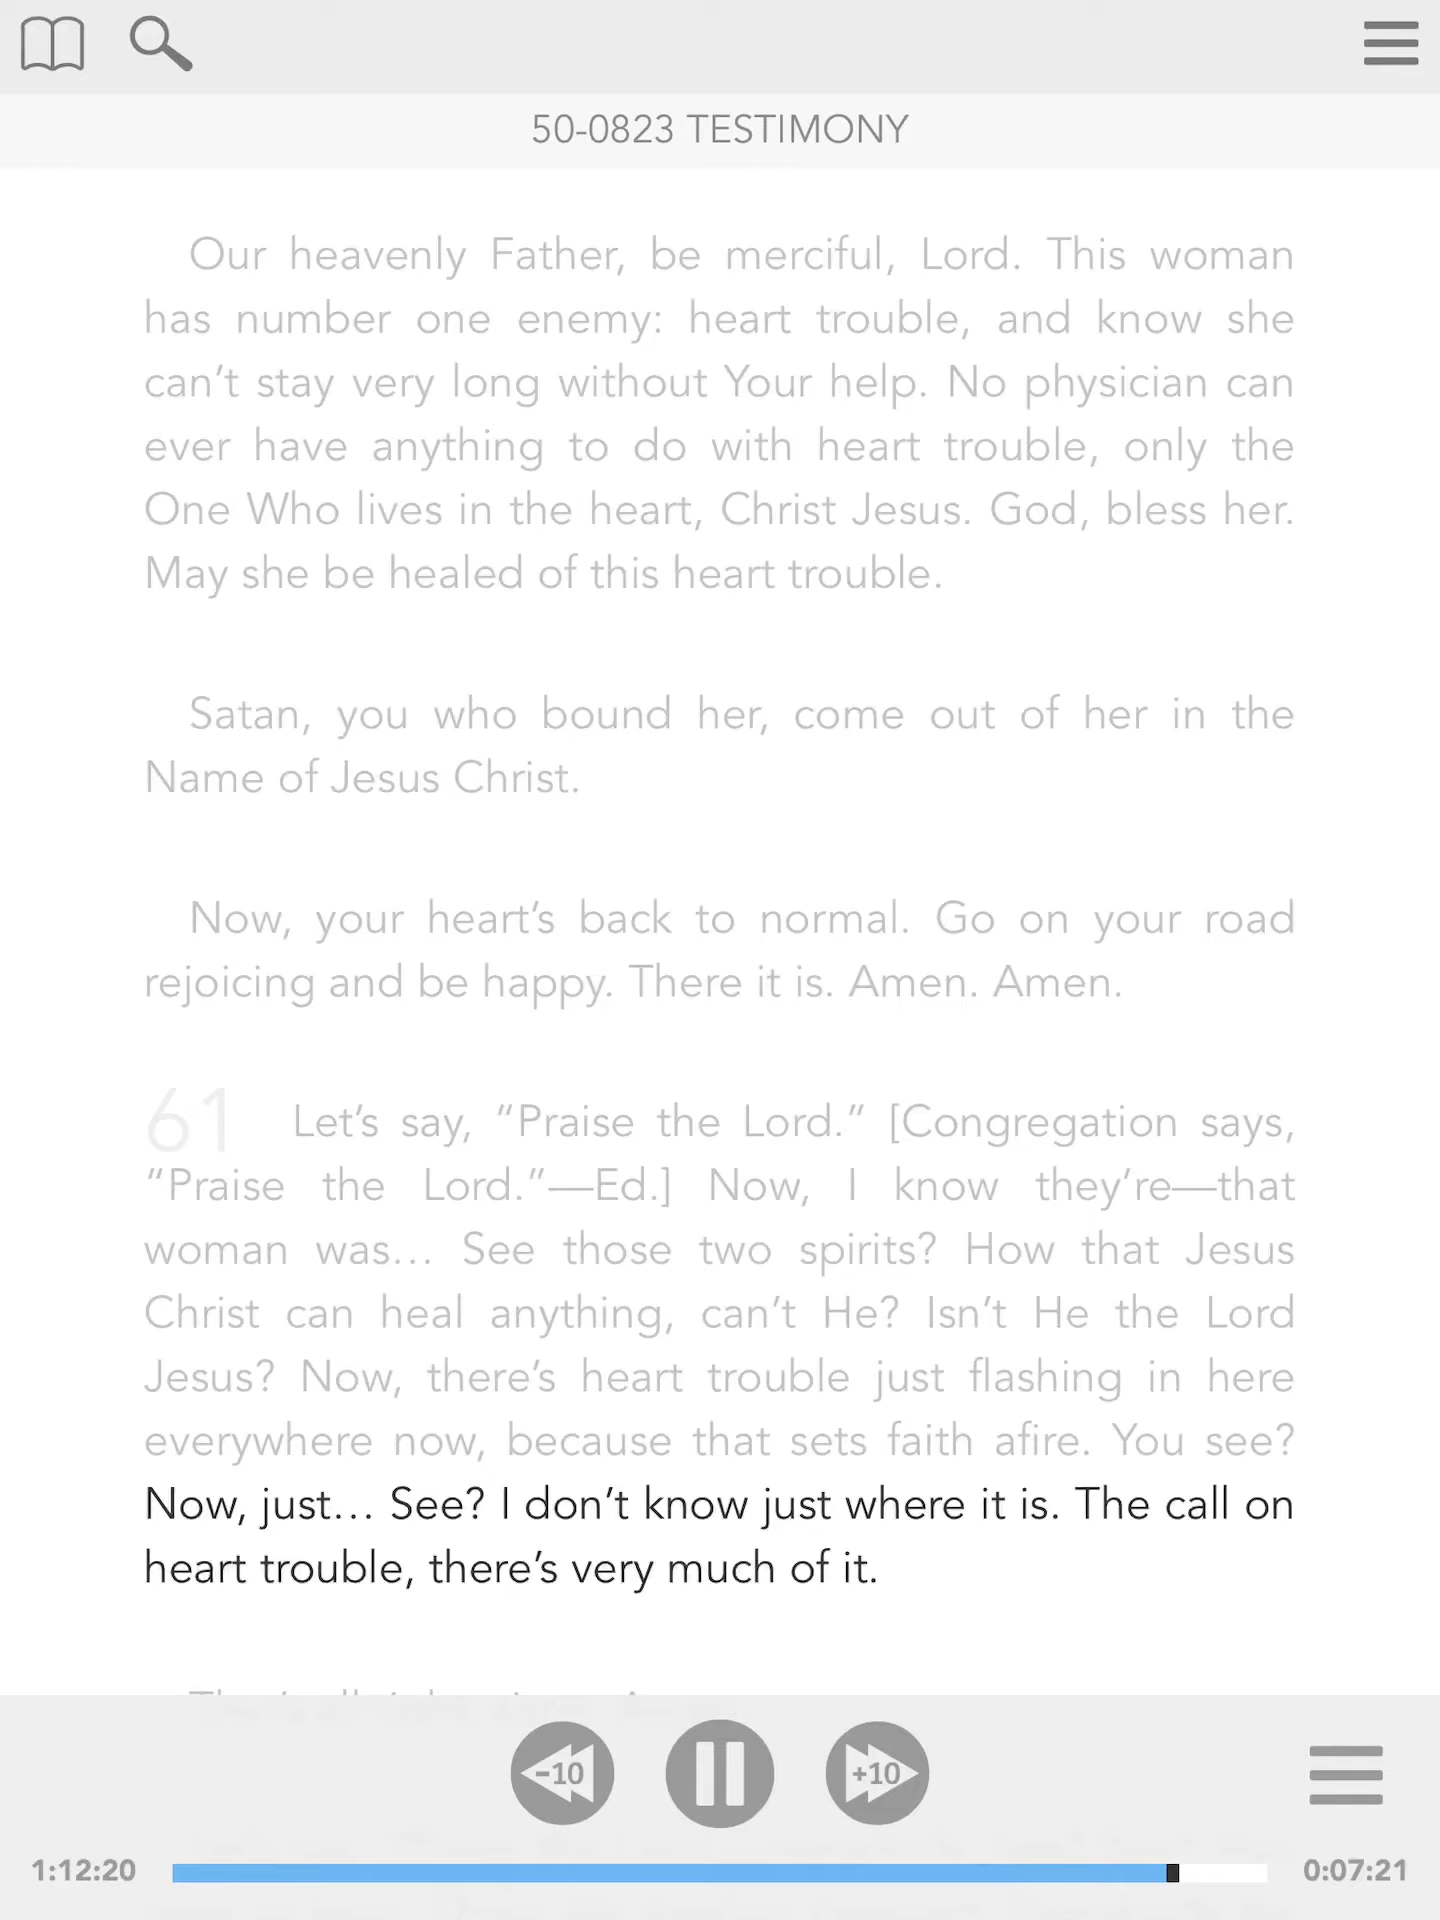 50-0823 TESTIMONY
Our heavenly Father, be merciful, Lord. This woman
has number one enemy: heart trouble, and know she
can’t stay very long without Your help. No physician can
ever have anything to do with heart trouble, only the
One Who lives in the heart, Christ Jesus. God, bless her.
May she be healed of this heart trouble.
Satan, you who bound her, come out of her in the
Name of Jesus Christ.
Now, your heart’s back to normal. Go on your road
rejoicing and be happy. There it is. Amen. Amen.
61 Let’s say, “Praise the Lord.” [Congregation says,
“Praise the Lord.”—Ed.] Now, I know they’re—that
woman was… See those two spirits? How that Jesus
Christ can heal anything, can’t He? Isn’t He the Lord
Jesus? Now, there’s heart trouble just flashing in here
everywhere now, because that sets faith afire. You see?
Now, just… See? I don’t know just where it is. The call on
heart trouble, there’s very much of it.
-10 +10
1:12:20 0:07:21